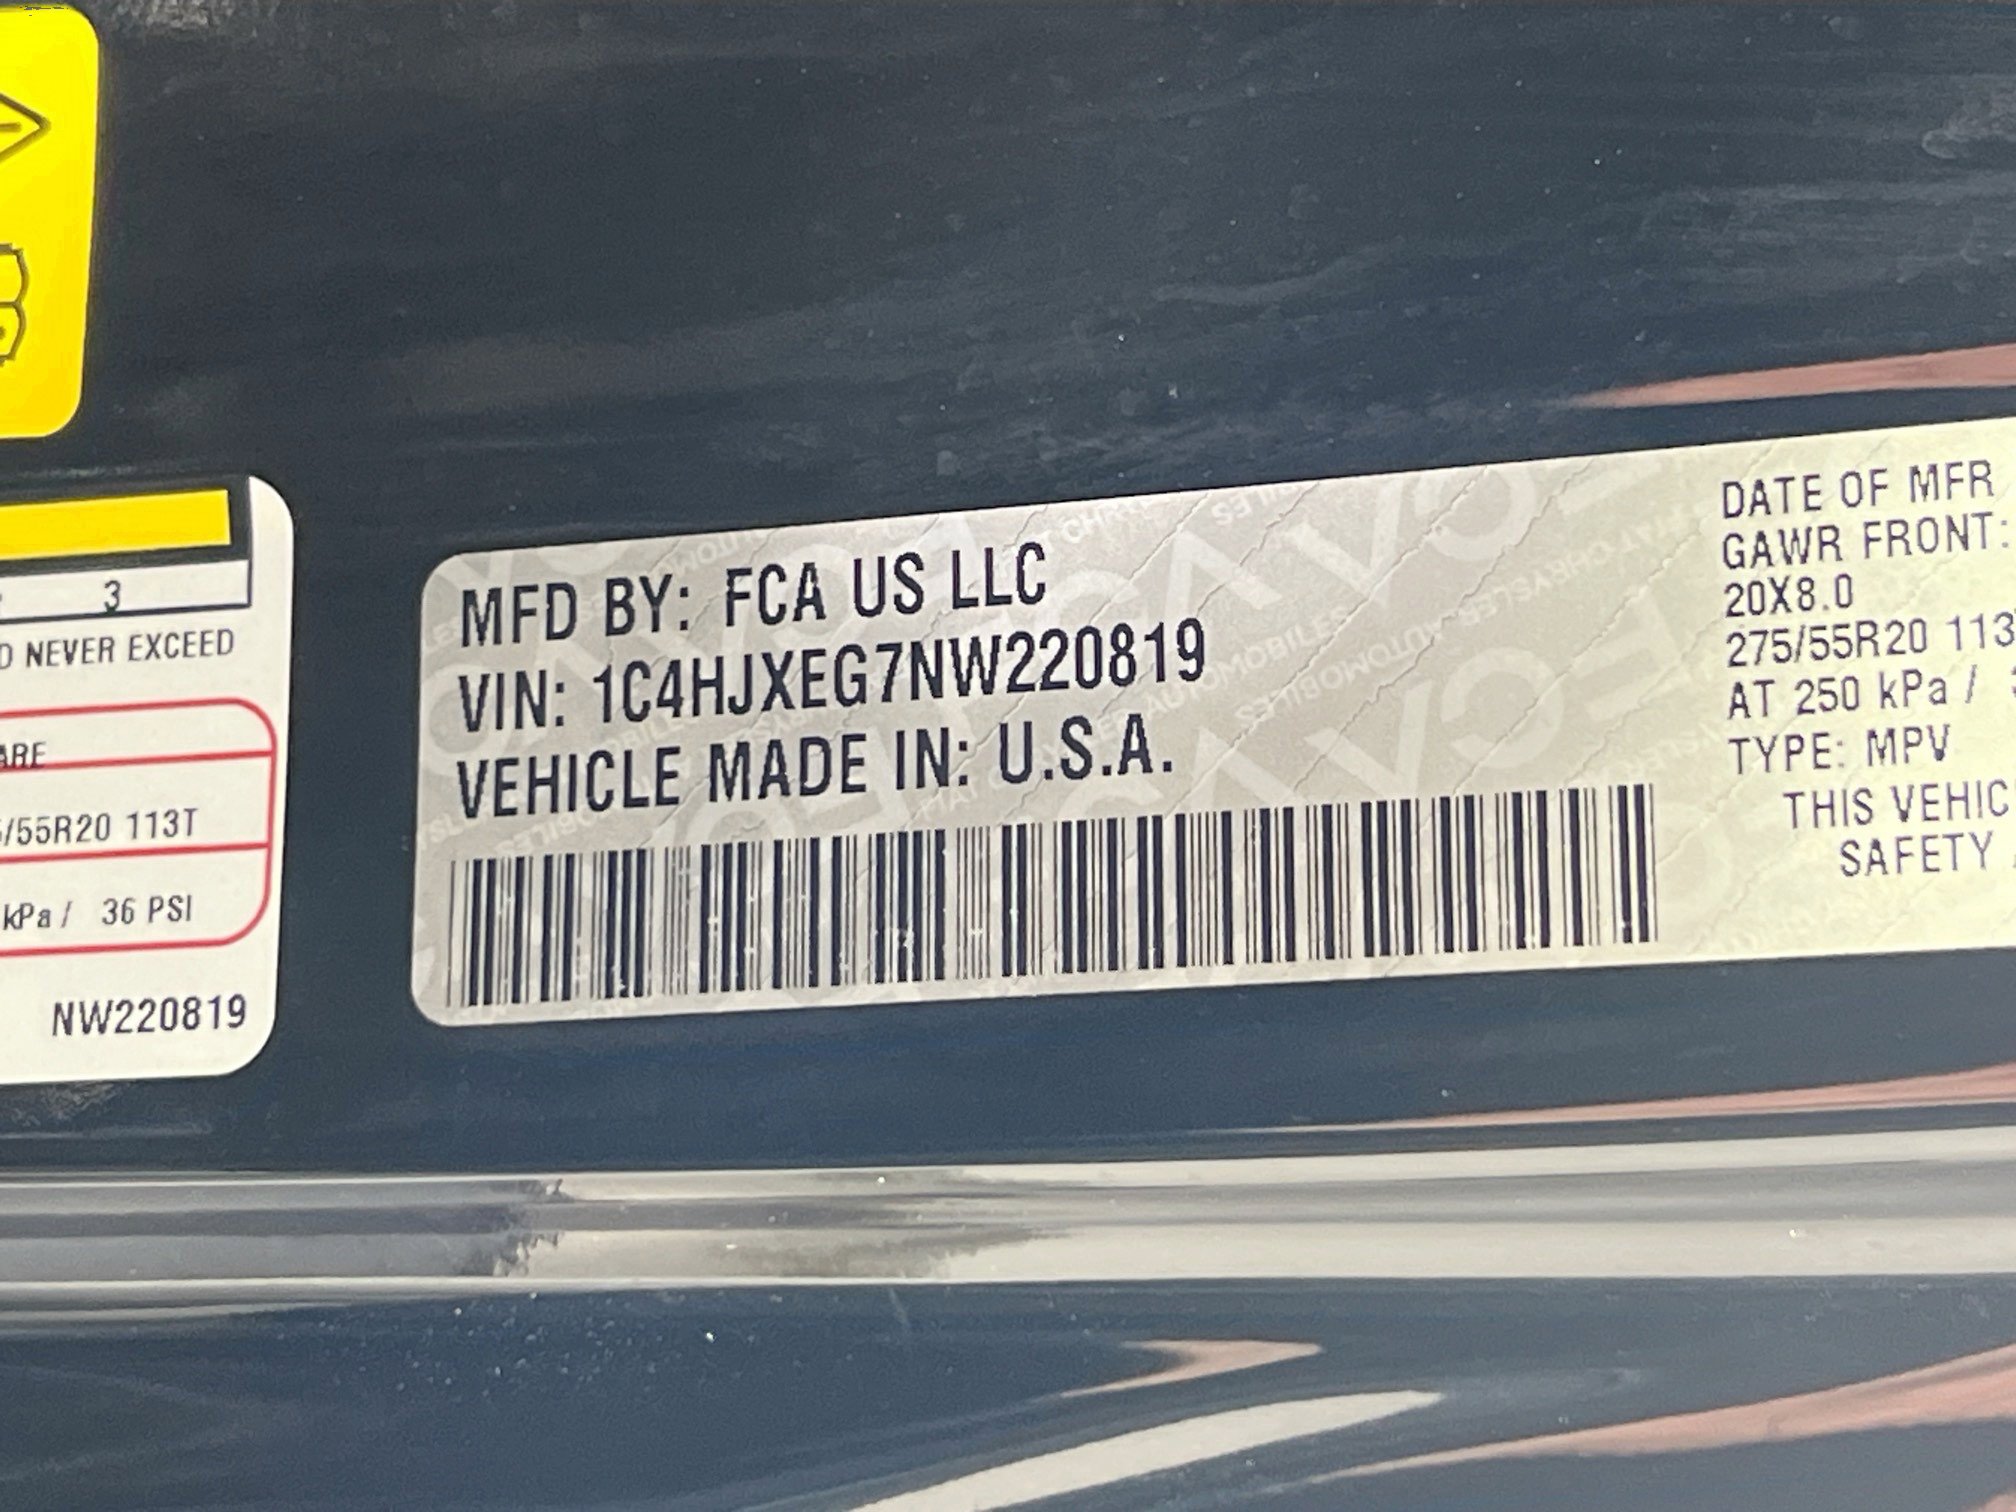 3
D NEVER EXCEED
ARE
/55R20 113T
kPa / 36 PSI
NW220819
MFD BY: FCA US LLC
VIN: 1C4HJXEG7NW220819
VEHICLE MADE IN: U.S.A.
DATE OF MFR
GAWR FRONT:
20X8.0
275/55R20 113
AT 250 kPa /
TYPE: MPV
THIS VEHIC
SAFETY